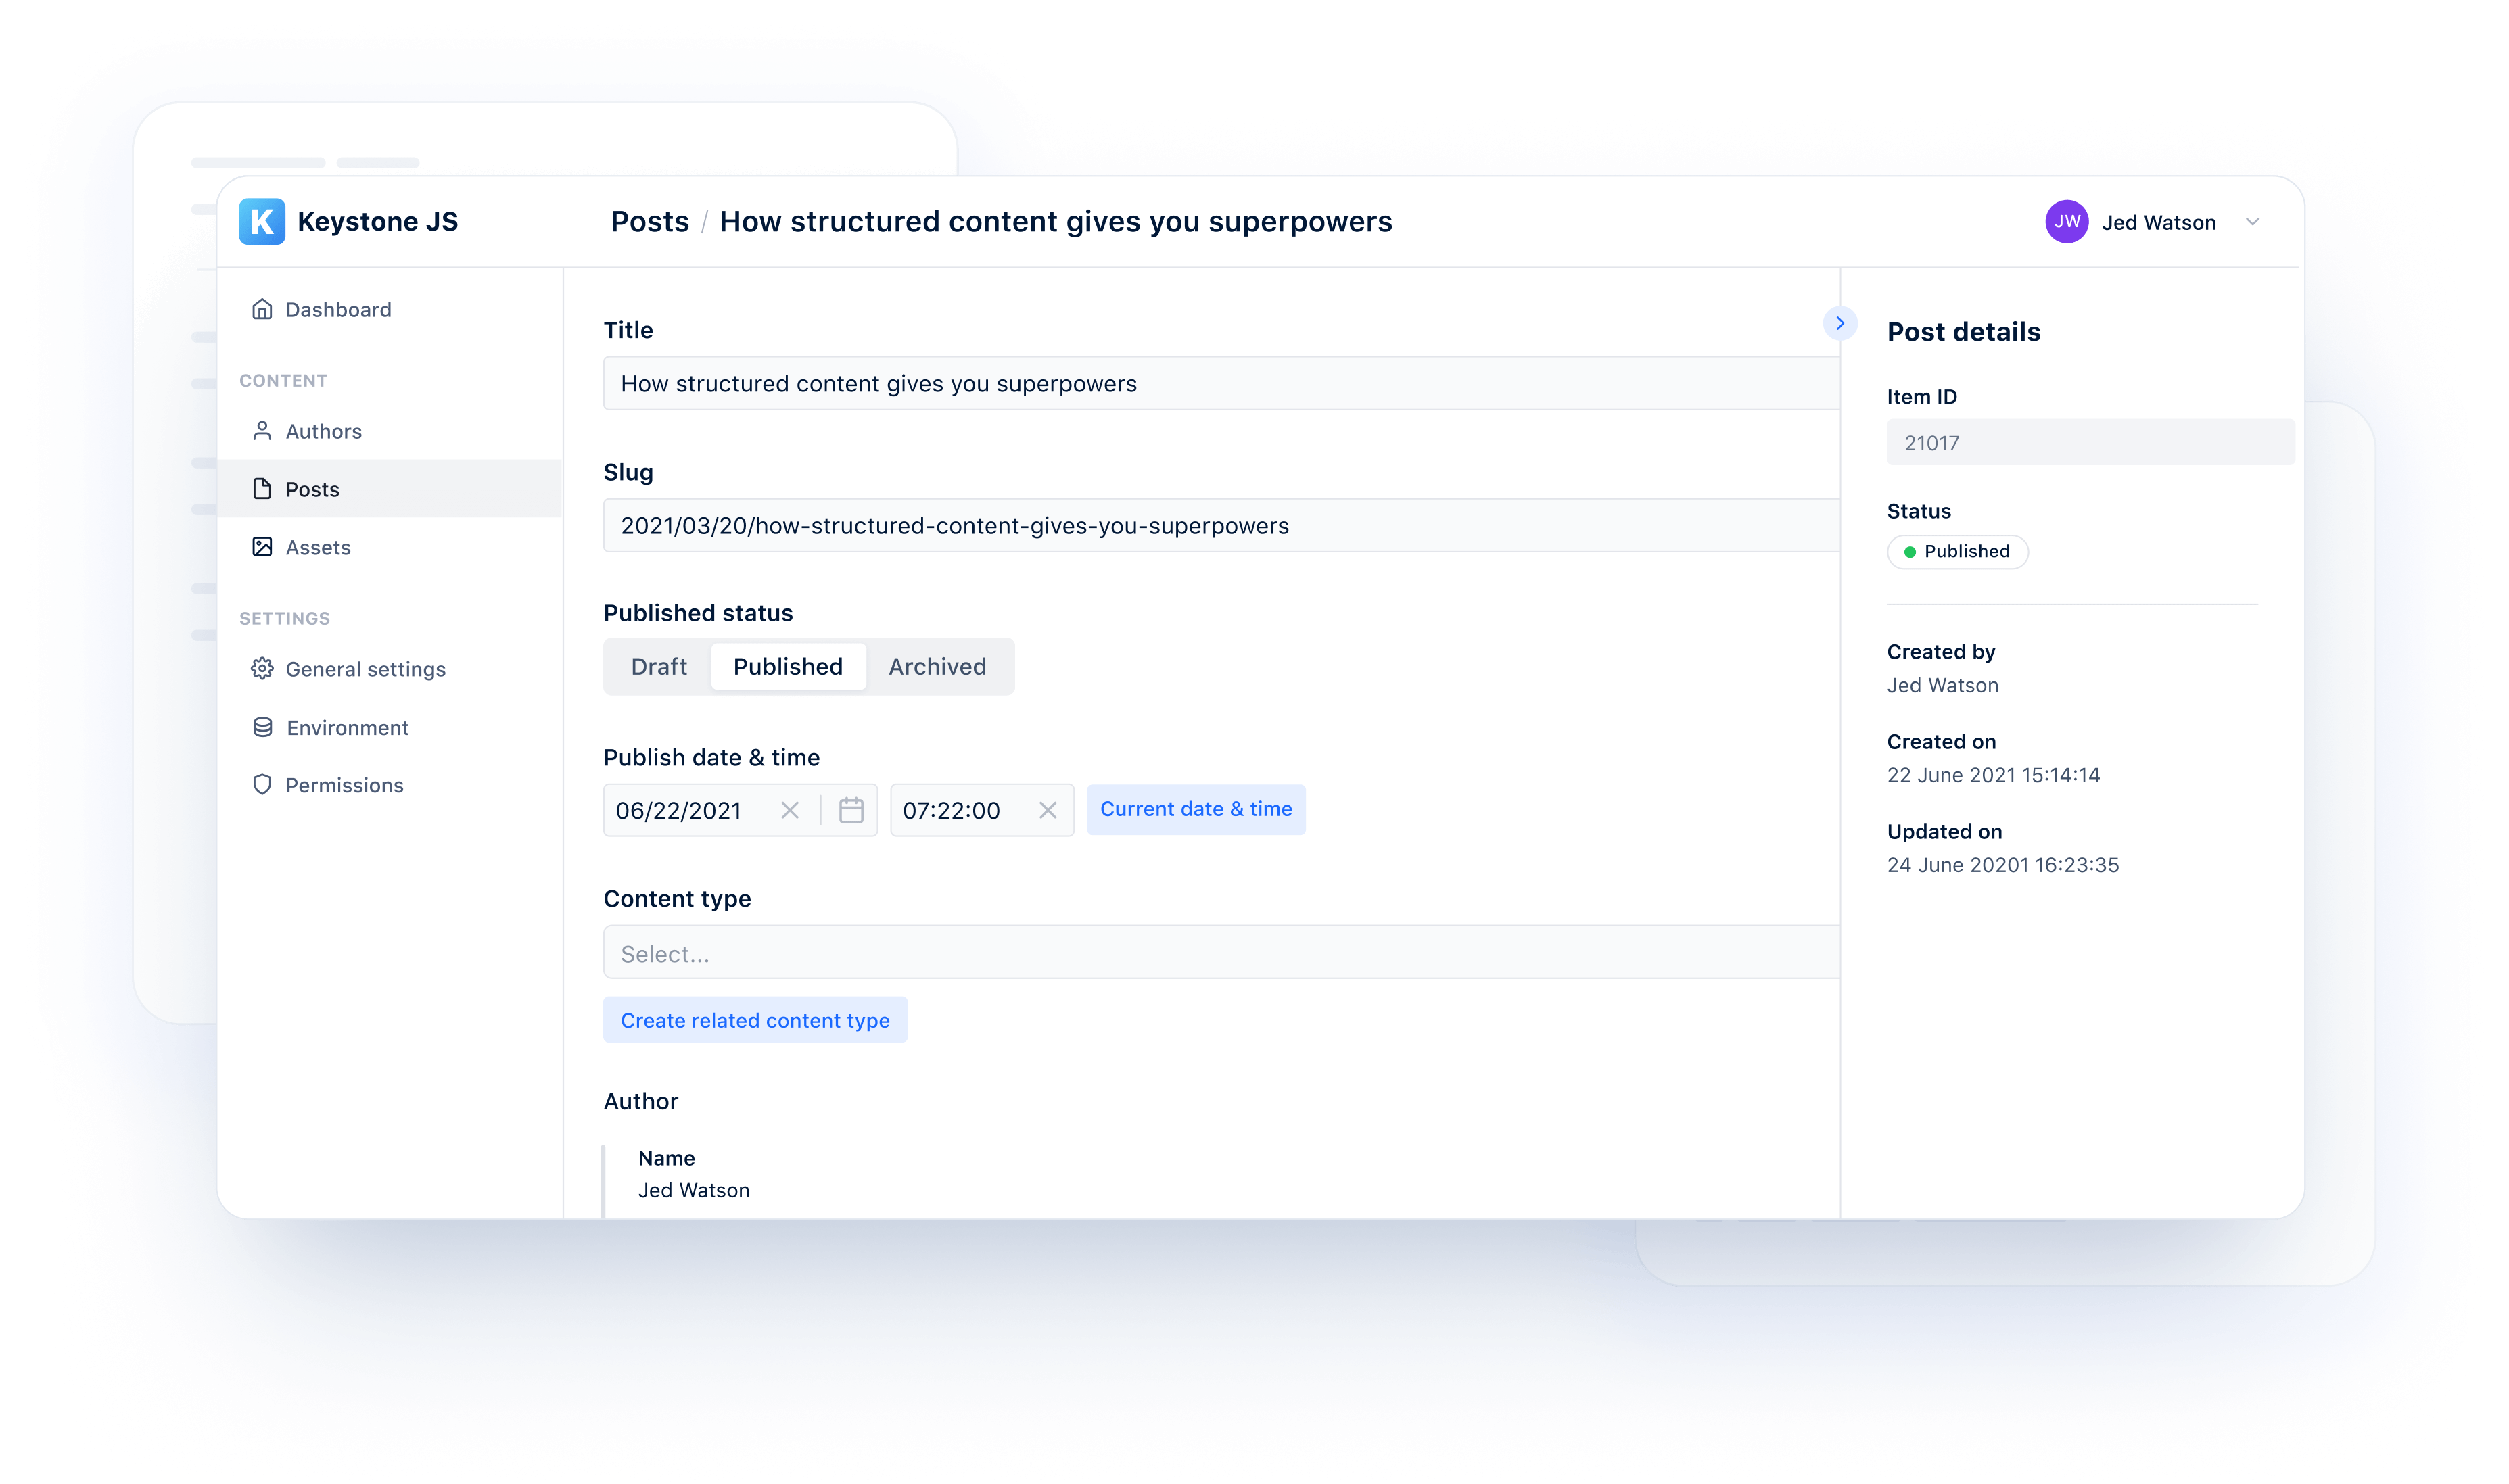 K Keystone JS
Posts / How structured content gives you superpowers
JW Jed Watson
Dashboard
CONTENT
Authors
Posts
Assets
SETTINGS
General settings
Environment
Permissions
Title
How structured content gives you superpowers
Slug
2021/03/20/how-structured-content-gives-you-superpowers
Published status
Draft Published Archived
Publish date & time
06/22/2021 07:22:00 Current date & time
Content type
Select...
Create related content type
Author
Name
Jed Watson
Post details
Item ID
21017
Status
Published
Created by
Jed Watson
Created on
22 June 2021 15:14:14
Updated on
24 June 20201 16:23:35